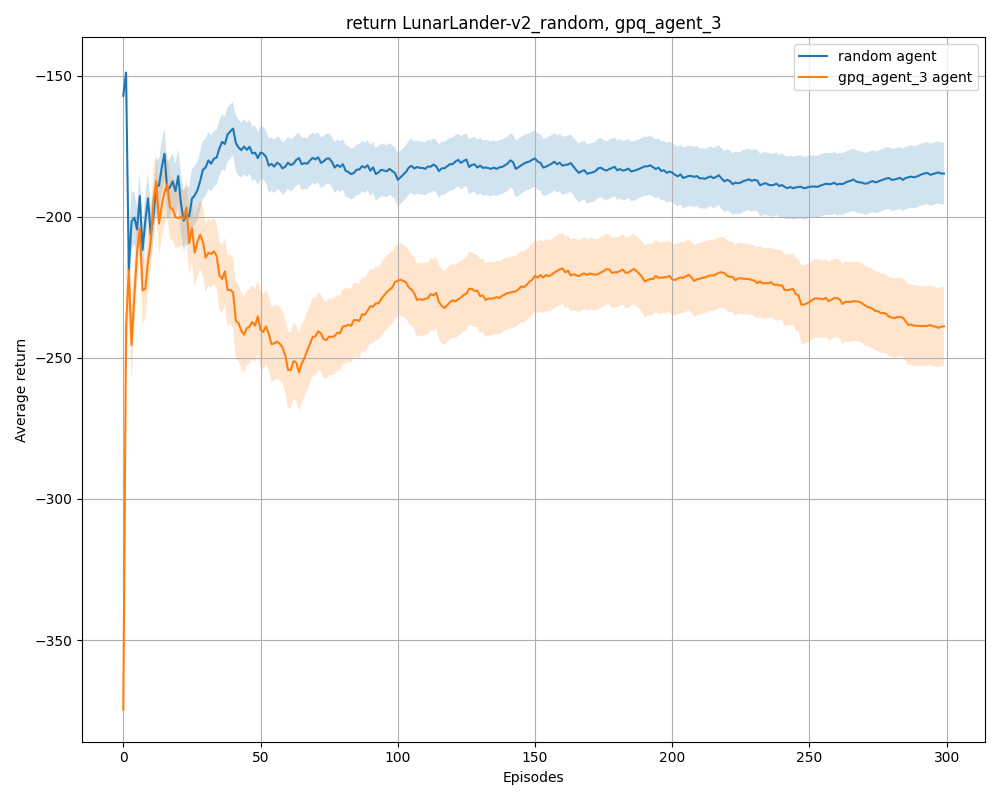 return LunarLander-v2_random, gpq_agent_3
random agent
gpq_agent_3 agent
−150
−200
−250
−300
−350
Average return
0
50
100
150
200
250
300
Episodes